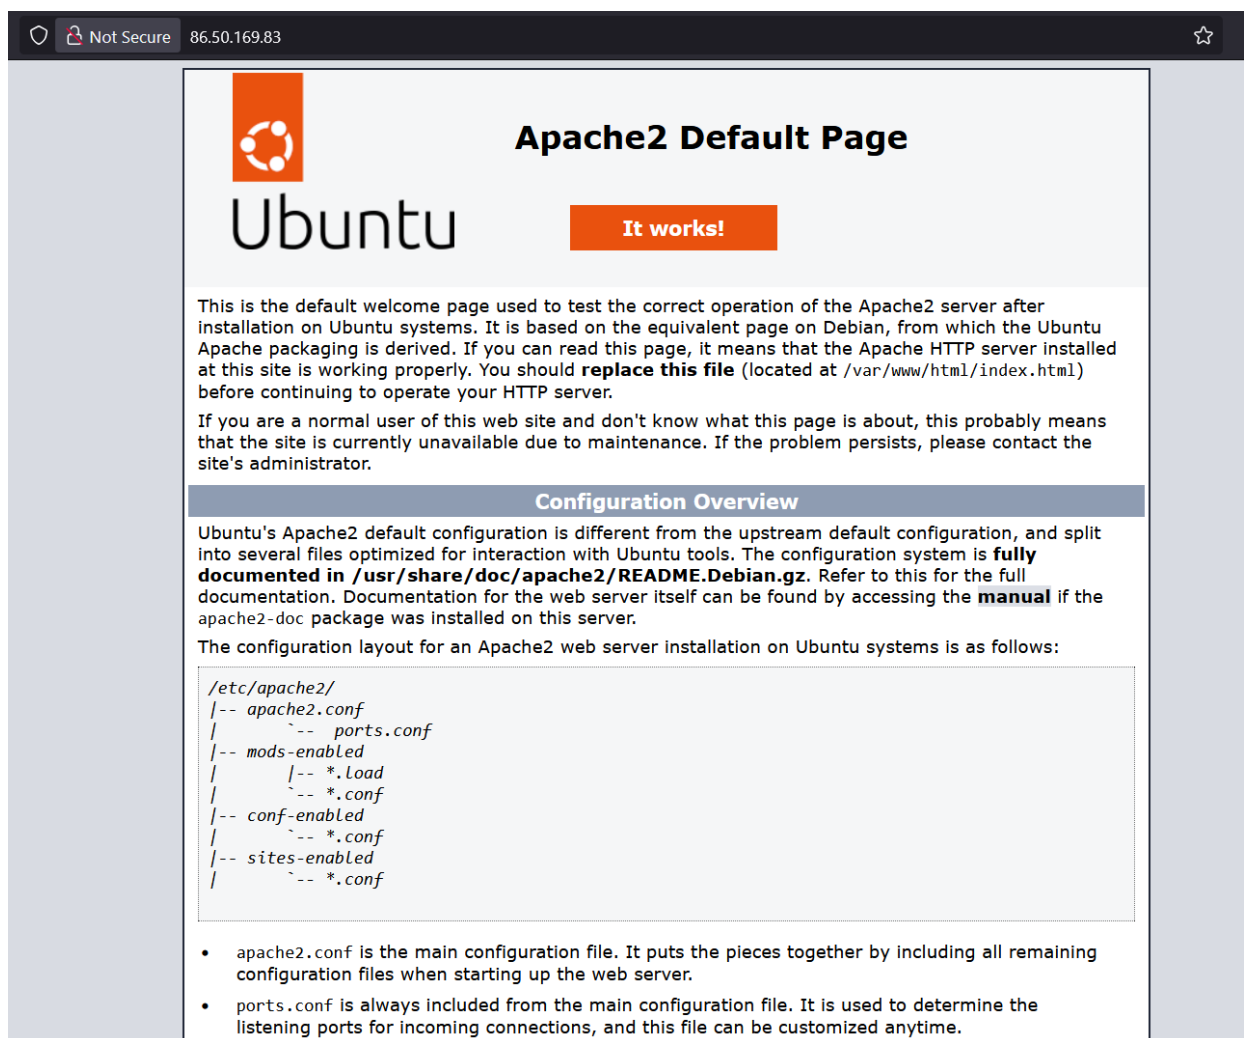 Not Secure 86.50.169.83
Apache2 Default Page
Ubuntu
It works!
This is the default welcome page used to test the correct operation of the Apache2 server after
installation on Ubuntu systems. It is based on the equivalent page on Debian, from which the Ubuntu
Apache packaging is derived. If you can read this page, it means that the Apache HTTP server installed
at this site is working properly. You should replace this file (located at /var/www/html/index.html)
before continuing to operate your HTTP server.
If you are a normal user of this web site and don't know what this page is about, this probably means
that the site is currently unavailable due to maintenance. If the problem persists, please contact the
site's administrator.
Configuration Overview
Ubuntu's Apache2 default configuration is different from the upstream default configuration, and split
into several files optimized for interaction with Ubuntu tools. The configuration system is fully
documented in /usr/share/doc/apache2/README.Debian.gz. Refer to this for the full
documentation. Documentation for the web server itself can be found by accessing the manual if the
apache2-doc package was installed on this server.
The configuration layout for an Apache2 web server installation on Ubuntu systems is as follows:
/etc/apache2/
|-- apache2.conf
|       `--  ports.conf
|-- mods-enabled
|       |-- *.load
|       `-- *.conf
|-- conf-enabled
|       `-- *.conf
|-- sites-enabled
|       `-- *.conf
• apache2.conf is the main configuration file. It puts the pieces together by including all remaining
configuration files when starting up the web server.
• ports.conf is always included from the main configuration file. It is used to determine the
listening ports for incoming connections, and this file can be customized anytime.